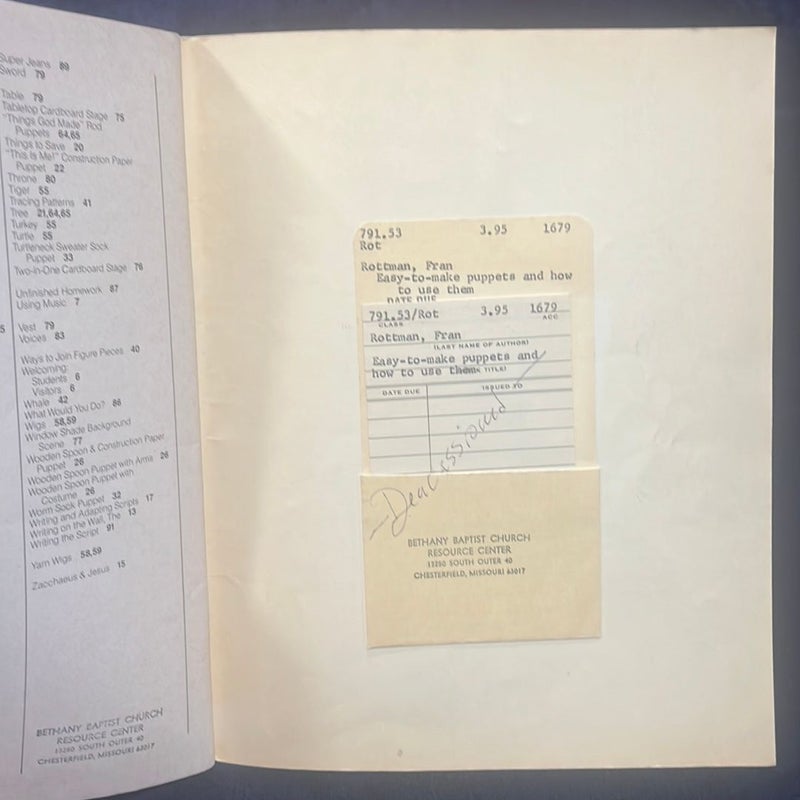 Super Jeans 89
Sword 79
Table 79
Tabletop Cardboard Stage 75
"Things God Made" Rod
Puppets 64,65
Things to Save 20
"This Is Me!" Construction Paper
Puppet 22
Throne 80
Tiger 55
Tracing Patterns 41
Tree 21,64,65
Turkey 55
Turtle 55
Turtleneck Sweater Sock
Puppet 33
Two-In-One Cardboard Stage 76
Unfinished Homework 87
Using Music 7
5
Vest 79
Voices 83
Ways to Join Figure Pieces 40
Welcoming:
Students 6
Visitors 6
Whale 42
What Would You Do? 86
Wigs 58,59
Window Shade Background
Scene 77
Wooden Spoon & Construction Paper
Puppet 26
Wooden Spoon Puppet with Arms 26
Wooden Spoon Puppet with
Costume 26
Worm Sock Puppet 32
Writing and Adapting Scripts 17
Writing on the Wall, The 13
Writing the Script 91
Yarn Wigs 58,59
Zacchaeus & Jesus 15
BETHANY BAPTIST CHURCH
RESOURCE CENTER
13250 SOUTH OUTER 40
CHESTERFIELD, MISSOURI 63017
791.53 3.95 1679
Rot
Rottman, Fran
Easy-to-make puppets and how
to use them
DATE DUE
791.53/Rot 3.95 1679
CLASS ACC
Rottman, Fran
(LAST NAME OF AUTHOR)
Easy-to-make puppets and
how to use them TITLE)
DATE DUE ISSUED TO
Deacessioned
BETHANY BAPTIST CHURCH
RESOURCE CENTER
13250 SOUTH OUTER 40
CHESTERFIELD, MISSOURI 63017